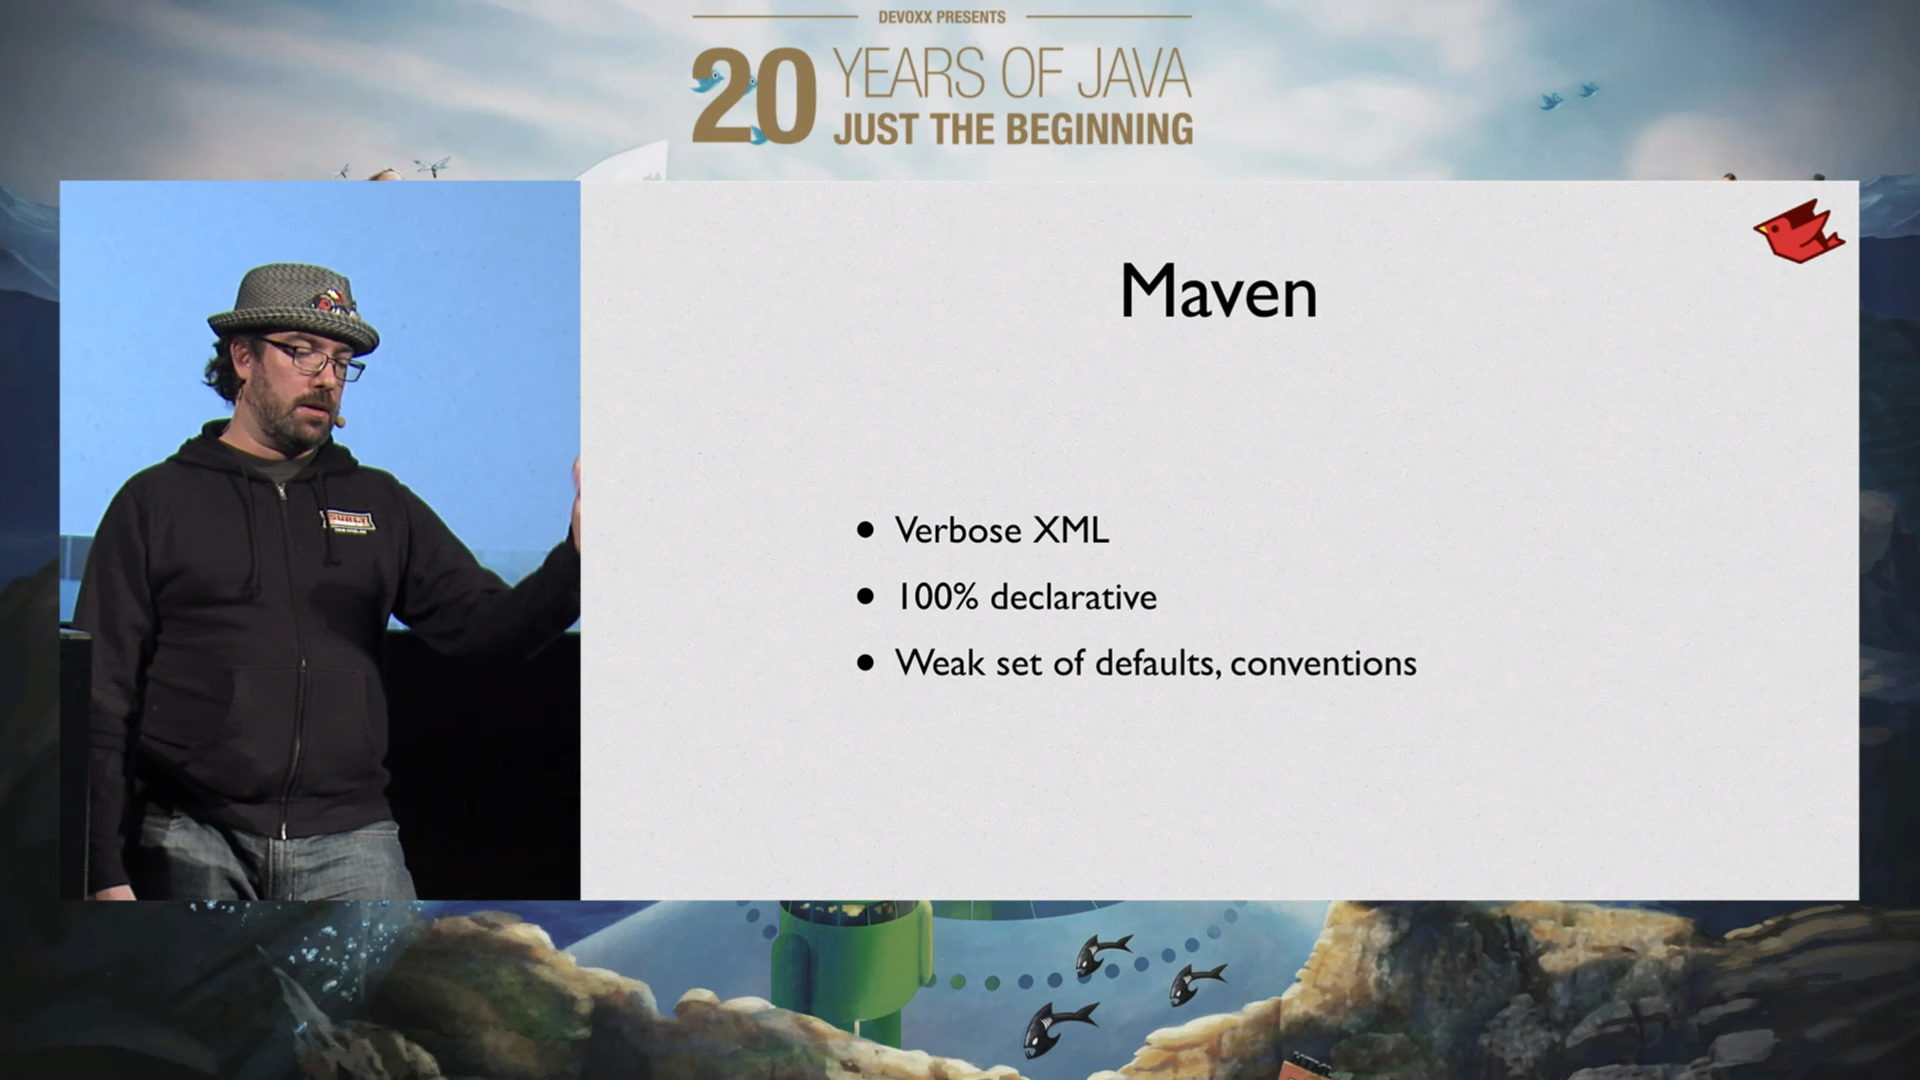 DEVOXX PRESENTS
20 YEARS OF JAVA
JUST THE BEGINNING
Maven
• Verbose XML
• 100% declarative
• Weak set of defaults, conventions